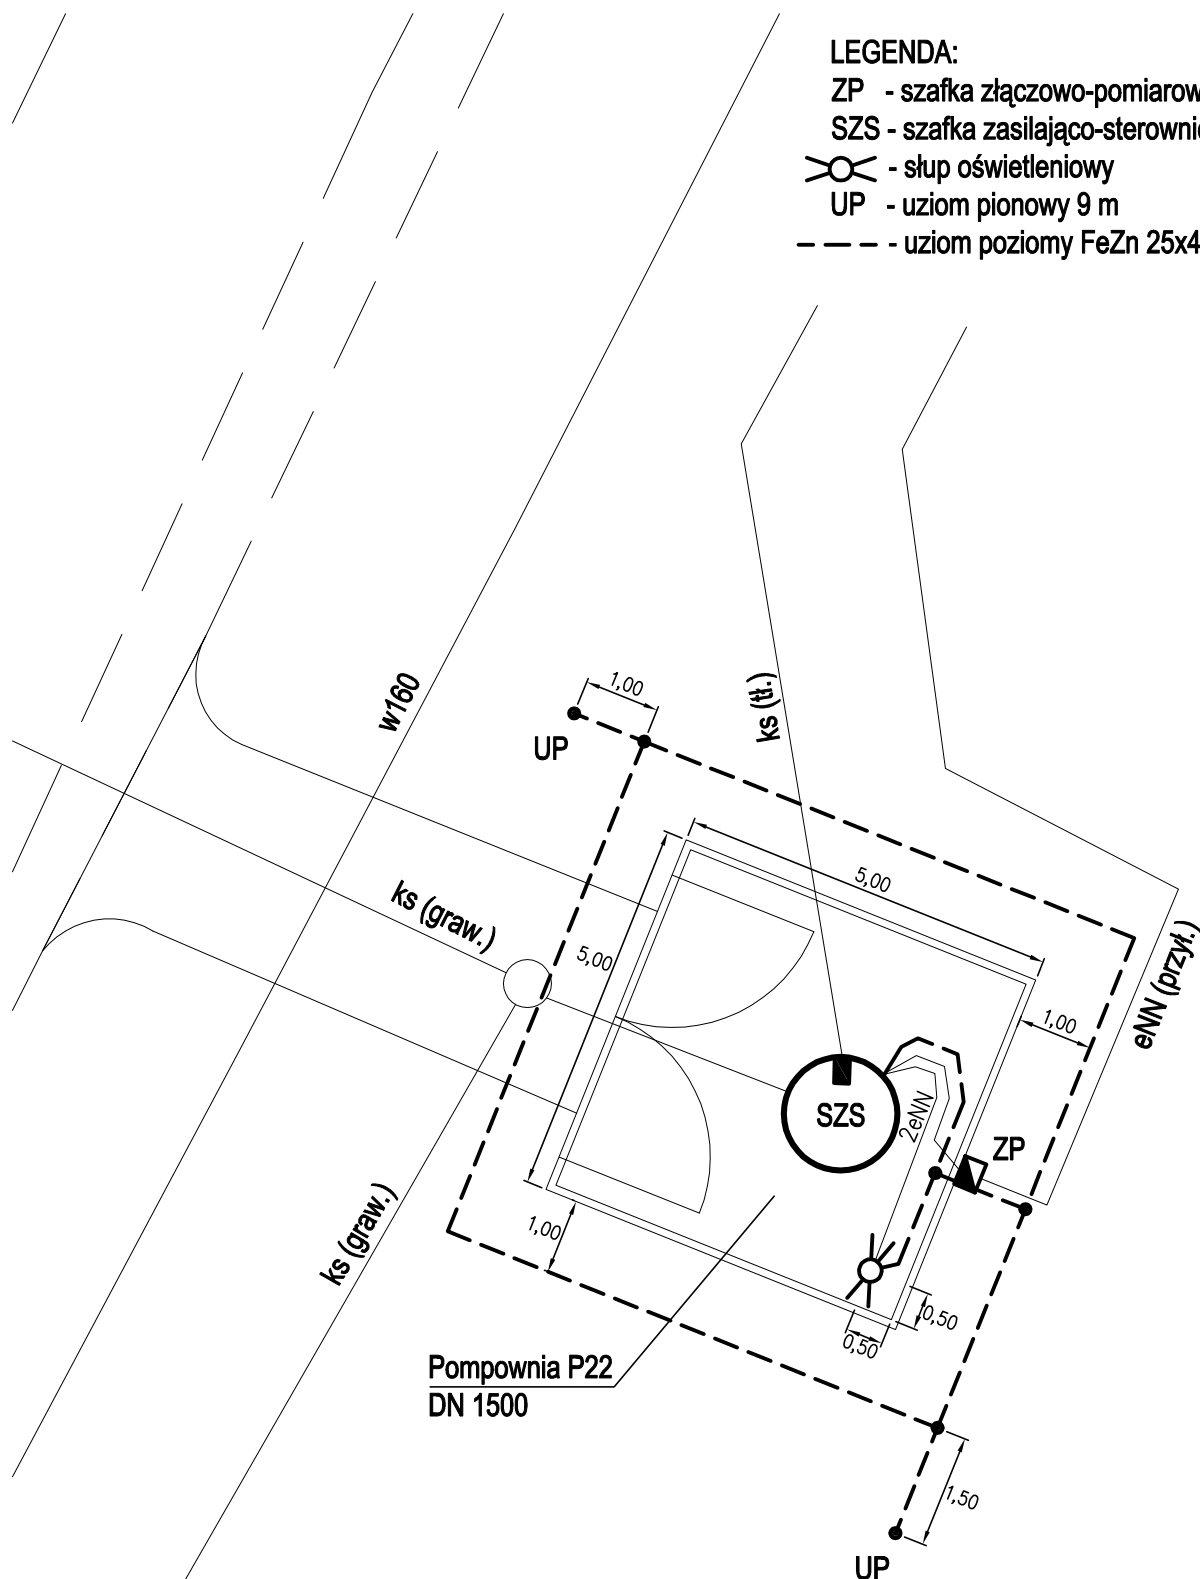 LEGENDA:
ZP - szafka złączowo-pomiarow
SZS - szafka zasilająco-sterowni
- słup oświetleniowy
UP - uziom pionowy 9 m
- uziom poziomy FeZn 25x4
w160
ks (tł.)
1,00
UP
5,00
ks (graw.)
5,00
eNN (przył.)
1,00
SZS
2eNN
ZP
1,00
ks (graw.)
0,50
0,50
Pompownia P22
DN 1500
1,50
UP